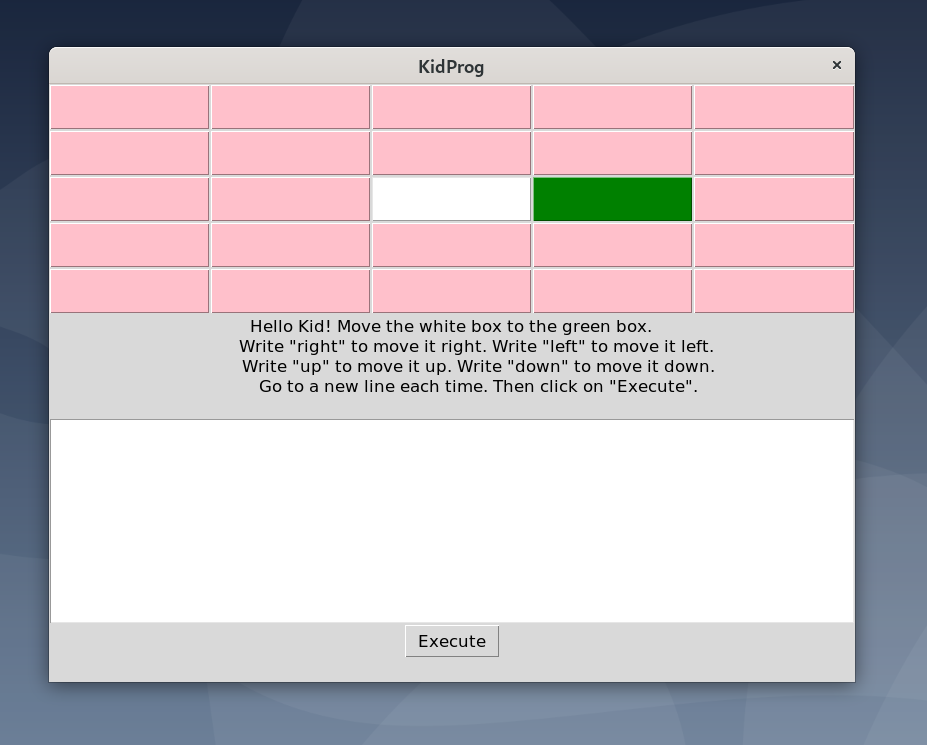 KidProg
×
Hello Kid! Move the white box to the green box.
Write "right" to move it right. Write "left" to move it left.
Write "up" to move it up. Write "down" to move it down.
Go to a new line each time. Then click on "Execute".
Execute